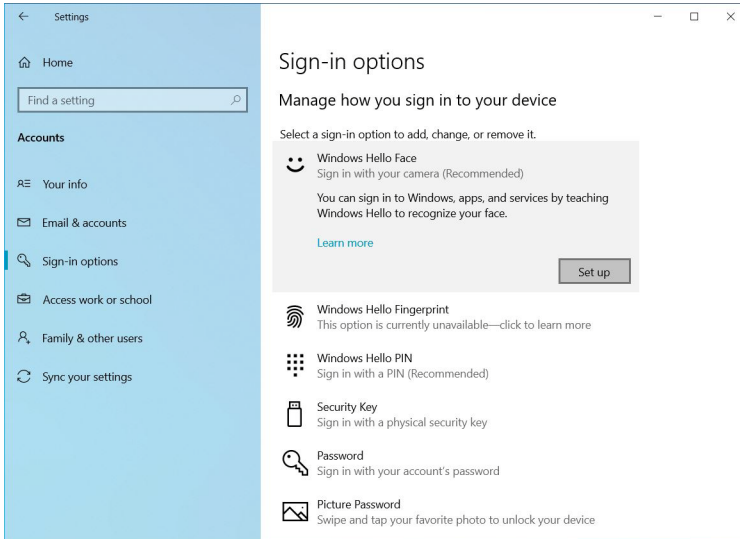 Settings
Home
Find a setting
Accounts
Your info
Email & accounts
Sign-in options
Access work or school
Family & other users
Sync your settings
Sign-in options
Manage how you sign in to your device
Select a sign-in option to add, change, or remove it.
Windows Hello Face
Sign in with your camera (Recommended)
You can sign in to Windows, apps, and services by teaching
Windows Hello to recognize your face.
Learn more
Set up
Windows Hello Fingerprint
This option is currently unavailable—click to learn more
Windows Hello PIN
Sign in with a PIN (Recommended)
Security Key
Sign in with a physical security key
Password
Sign in with your account's password
Picture Password
Swipe and tap your favorite photo to unlock your device